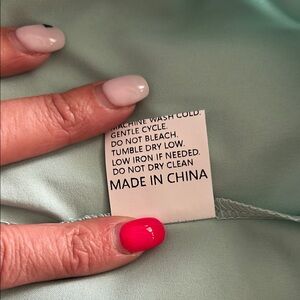 MACHINE WASH COLD.
GENTLE CYCLE.
DO NOT BLEACH.
TUMBLE DRY LOW.
LOW IRON IF NEEDED.
DO NOT DRY CLEAN
MADE IN CHINA